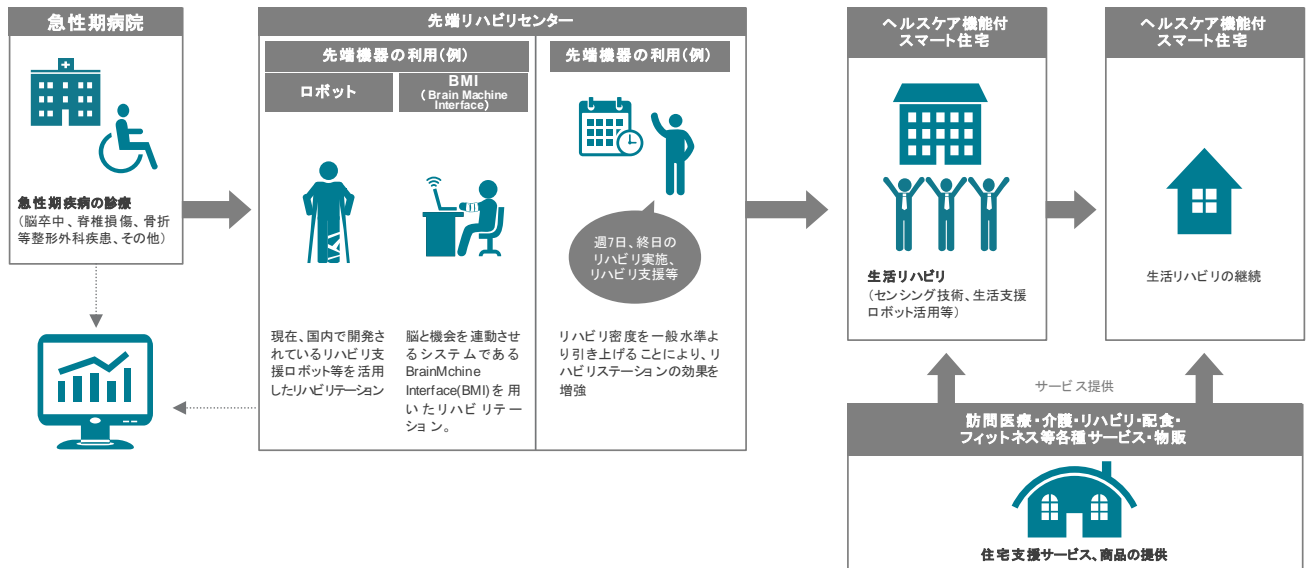 急性期病院
急性期疾病の診療
（脳卒中、脊椎損傷、骨折
等整形外科疾患、その他）
先端リハビリセンター
先端機器の利用（例）
ロボット
BMI
（Brain Machine
Interface）
現在、国内で開発さ
れているリハビリ支
援ロボット等を活用
したリハビリテーション
脳と機会を連動させ
るシステムである
BrainMchine
Interface(BMI)を用
いたリハビリテー
ション。
先端機器の利用（例）
週7日、終日の
リハビリ実施、
リハビリ支援等
リハビリ密度を一般水準よ
り引き上げることにより、リ
ハビリステーションの効果を
増強
ヘルスケア機能付
スマート住宅
生活リハビリ
（センシング技術、生活支援
ロボット活用等）
ヘルスケア機能付
スマート住宅
生活リハビリの継続
サービス提供
訪問医療・介護・リハビリ・配食・
フィットネス等各種サービス・物販
住宅支援サービス、商品の提供